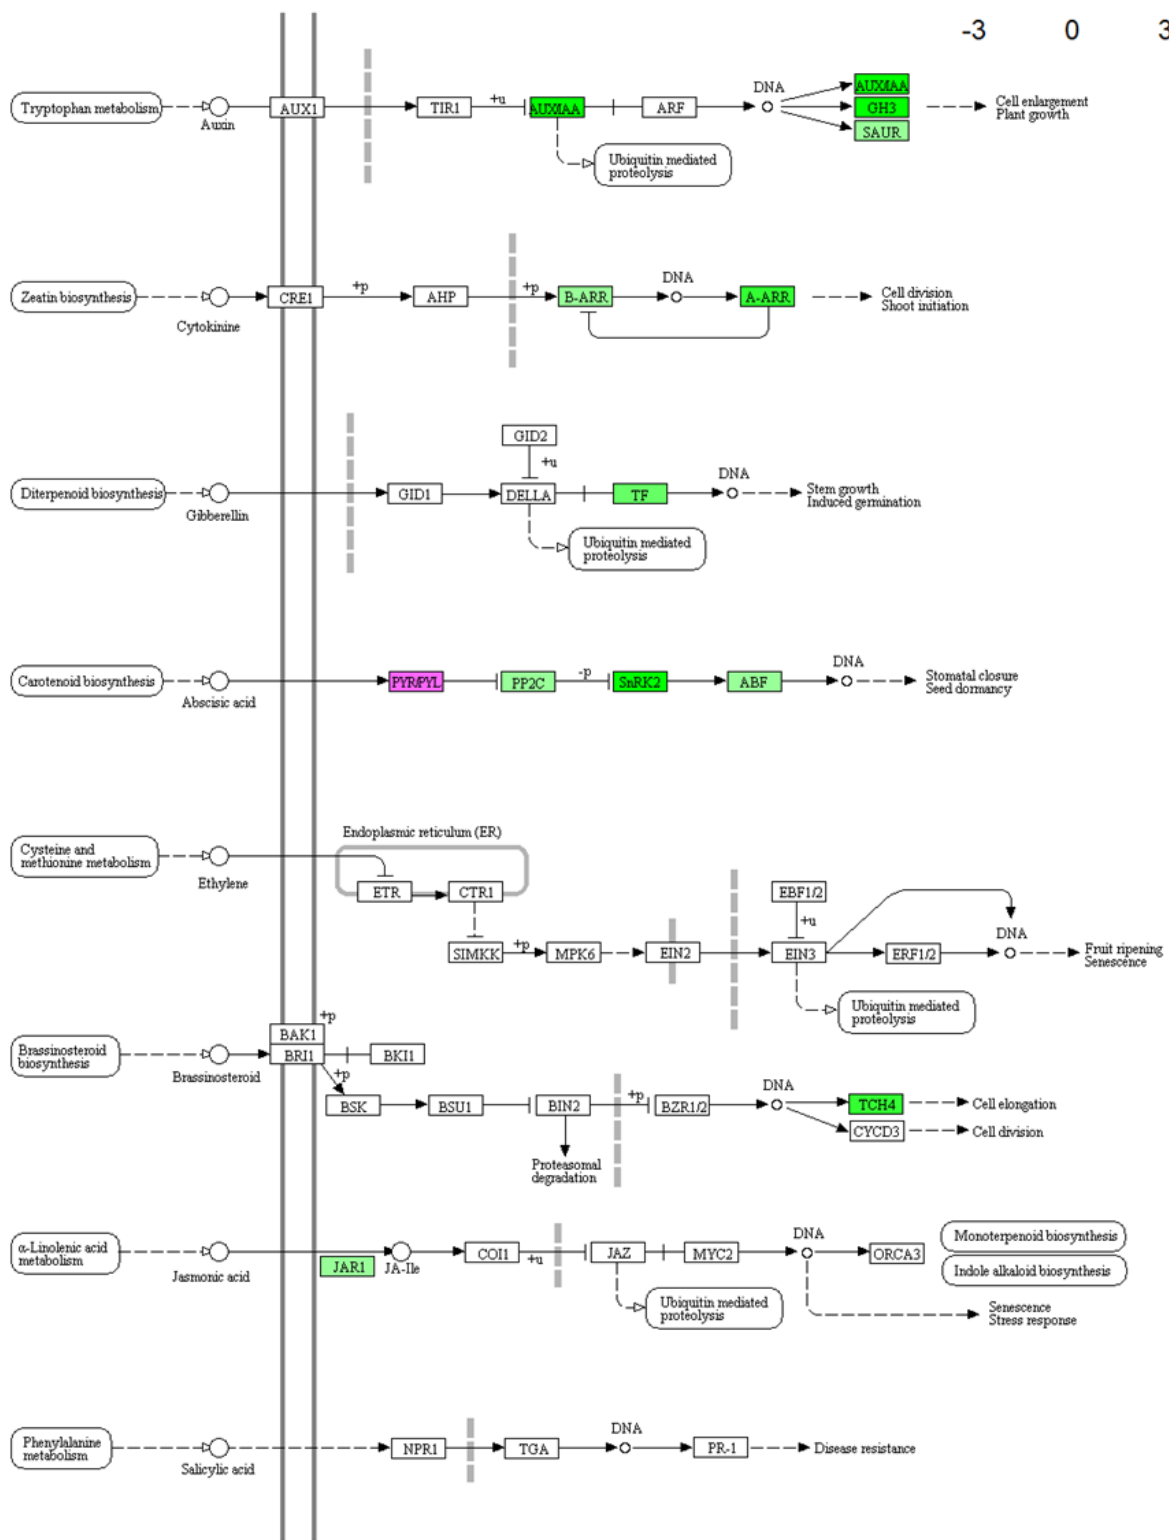 -3 0 3
Tryptophan metabolism
Auxin
AUX1
TIR1
+u
AUX/IAA
ARF
DNA
AUX/IAA
GH3
SAUR
Cell enlargement
Plant growth
Ubiquitin mediated
proteolysis
Zeatin biosynthesis
Cytokinine
CRE1
+p
AHP
+p
B-ARR
DNA
A-ARR
Cell division
Shoot initiation
GID2
+u
Diterpenoid biosynthesis
Gibberellin
GID1
DELLA
TF
DNA
Stem growth
Induced germination
Ubiquitin mediated
proteolysis
Carotenoid biosynthesis
Abscisic acid
PYR/PYL
PP2C
-p
SnRK2
ABF
DNA
Stomatal closure
Seed dormancy
Endoplasmic reticulum (ER)
Cysteine and
methionine metabolism
Ethylene
ETR
CTR1
SIMKK
+p
MPK6
EIN2
EBF1/2
+u
EIN3
ERF1/2
DNA
Fruit ripening
Senescence
Ubiquitin mediated
proteolysis
Brassinosteroid
biosynthesis
Brassinosteroid
+p
BAK1
BRI1
BKI1
+p
BSK
BSU1
BIN2
+p
BZR1/2
DNA
TCH4
Cell elongation
CYCD3
Cell division
Proteasomal
degradation
α-Linolenic acid
metabolism
Jasmonic acid
JAR1
JA-Ile
COI1
+u
JAZ
MYC2
DNA
ORCA3
Monoterpenoid biosynthesis
Indole alkaloid biosynthesis
Ubiquitin mediated
proteolysis
Senescence
Stress response
Phenylalanine
metabolism
Salicylic acid
NPR1
TGA
DNA
PR-1
Disease resistance